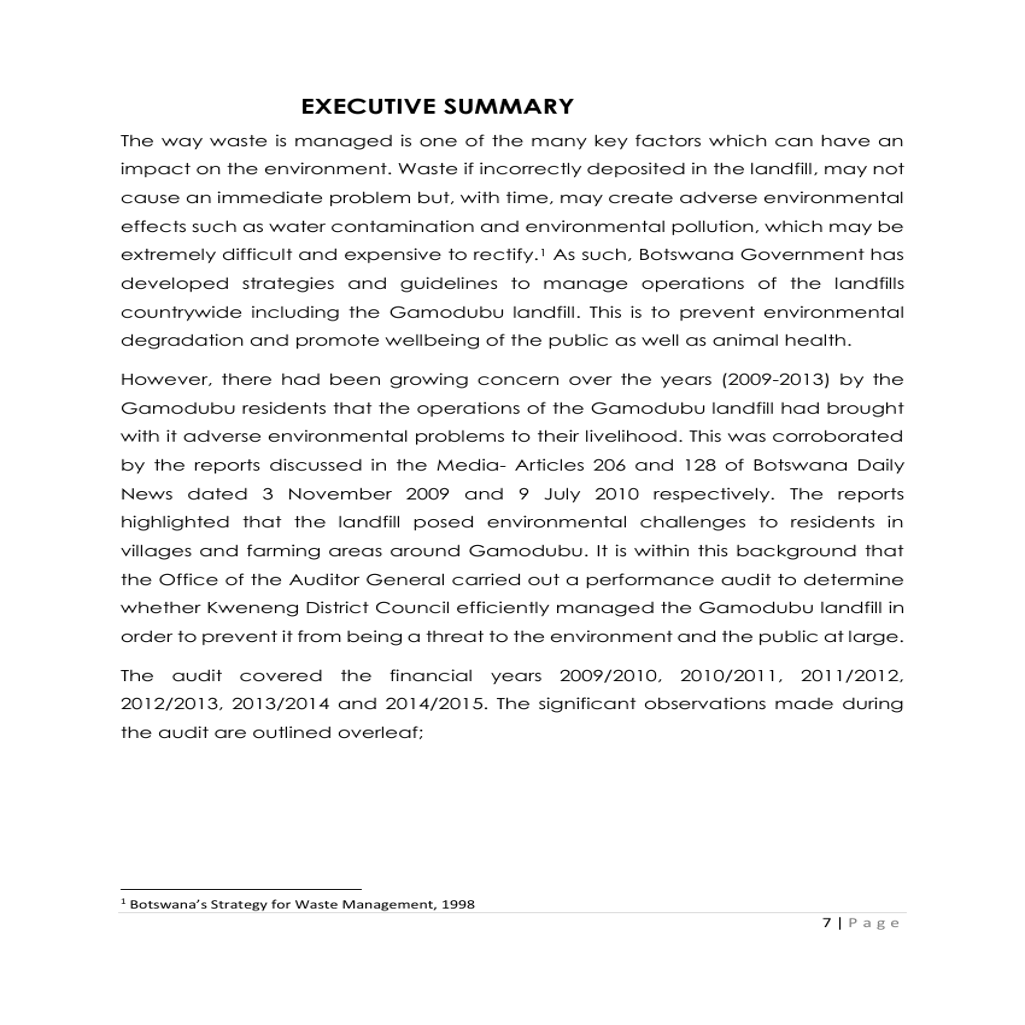 EXECUTIVE SUMMARY
The way waste is managed is one of the many key factors which can have an
impact on the environment. Waste if incorrectly deposited in the landfill, may not
cause an immediate problem but, with time, may create adverse environmental
effects such as water contamination and environmental pollution, which may be
extremely difficult and expensive to rectify.¹ As such, Botswana Government has
developed strategies and guidelines to manage operations of the landfills
countrywide including the Gamodubu landfill. This is to prevent environmental
degradation and promote wellbeing of the public as well as animal health.
However, there had been growing concern over the years (2009-2013) by the
Gamodubu residents that the operations of the Gamodubu landfill had brought
with it adverse environmental problems to their livelihood. This was corroborated
by the reports discussed in the Media- Articles 206 and 128 of Botswana Daily
News dated 3 November 2009 and 9 July 2010 respectively. The reports
highlighted that the landfill posed environmental challenges to residents in
villages and farming areas around Gamodubu. It is within this background that
the Office of the Auditor General carried out a performance audit to determine
whether Kweneng District Council efficiently managed the Gamodubu landfill in
order to prevent it from being a threat to the environment and the public at large.
The audit covered the financial years 2009/2010, 2010/2011, 2011/2012,
2012/2013, 2013/2014 and 2014/2015. The significant observations made during
the audit are outlined overleaf;
¹ Botswana’s Strategy for Waste Management, 1998
7 | Page